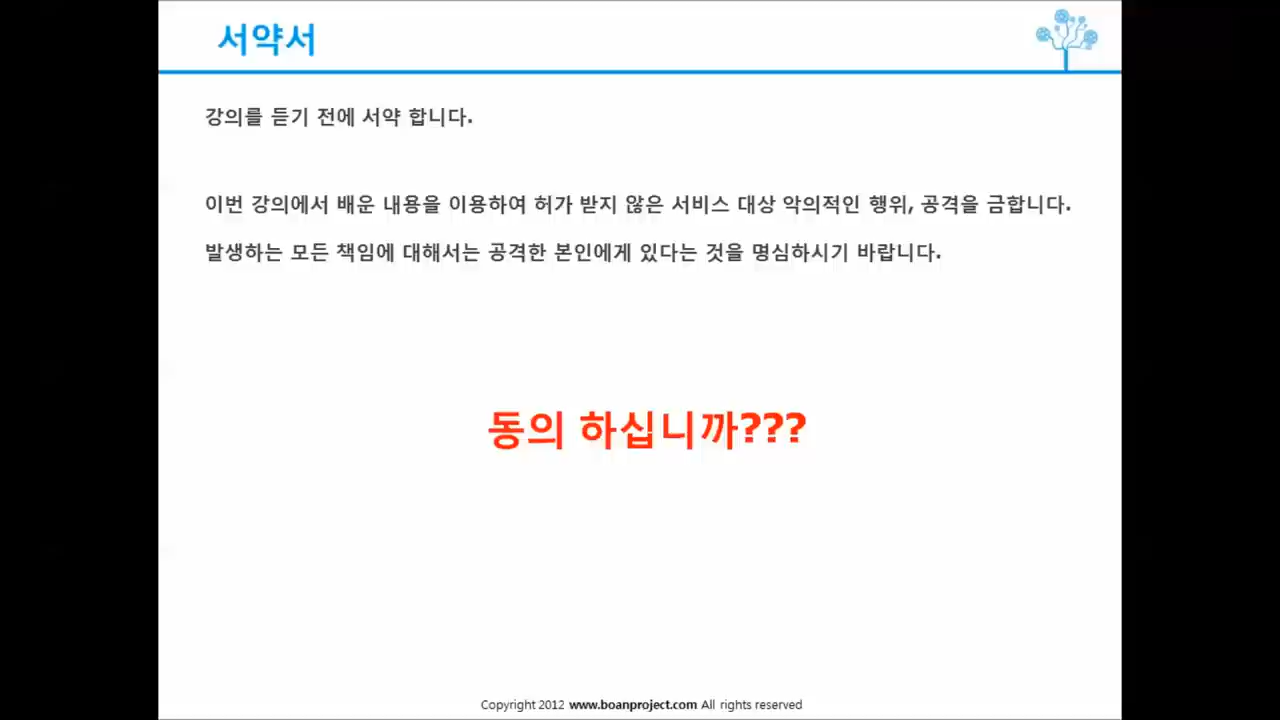 서약서
강의를 듣기 전에 서약 합니다.
이번 강의에서 배운 내용을 이용하여 허가 받지 않은 서비스 대상 악의적인 행위, 공격을 금합니다.
발생하는 모든 책임에 대해서는 공격한 본인에게 있다는 것을 명심하시기 바랍니다.
동의 하십니까???
Copyright 2012 www.boanproject.com All rights reserved